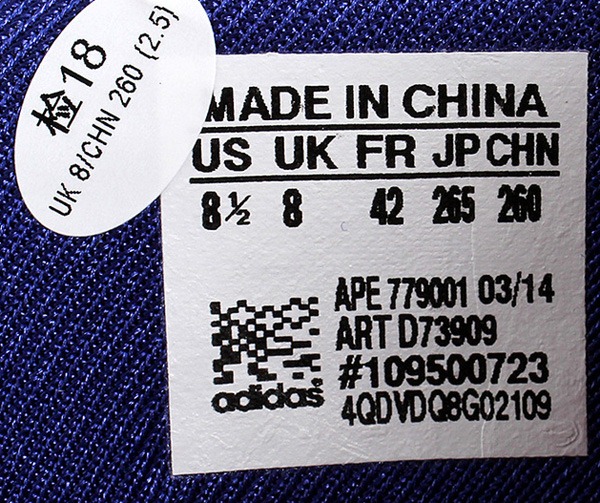 检18
UK 8/CHN 260 (2.5)
MADE IN CHINA
US UK FR JP CHN
8½ 8 42 265 260
APE 779001 03/14
ART D73909
#109500723
4QDVDQ8G02109
adidas®